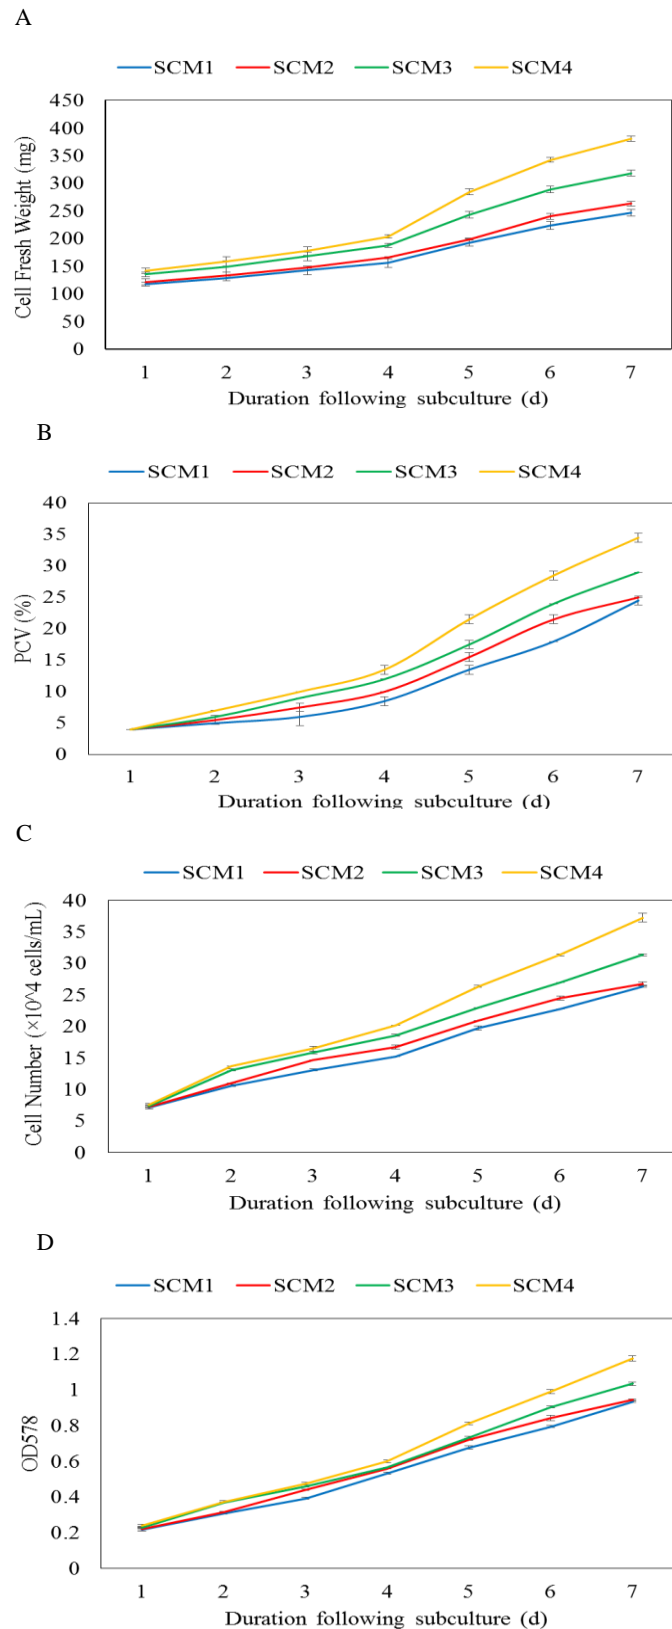 A
SCM1 SCM2 SCM3 SCM4
Cell Fresh Weight (mg)
450
400
350
300
250
200
150
100
50
0
1 2 3 4 5 6 7
Duration following subculture (d)
B
SCM1 SCM2 SCM3 SCM4
PCV (%)
40
35
30
25
20
15
10
5
0
1 2 3 4 5 6 7
Duration following subculture (d)
C
SCM1 SCM2 SCM3 SCM4
Cell Number (×10^4 cells/mL)
40
35
30
25
20
15
10
5
0
1 2 3 4 5 6 7
Duration following subculture (d)
D
SCM1 SCM2 SCM3 SCM4
OD578
1.4
1.2
1
0.8
0.6
0.4
0.2
0
1 2 3 4 5 6 7
Duration following subculture (d)